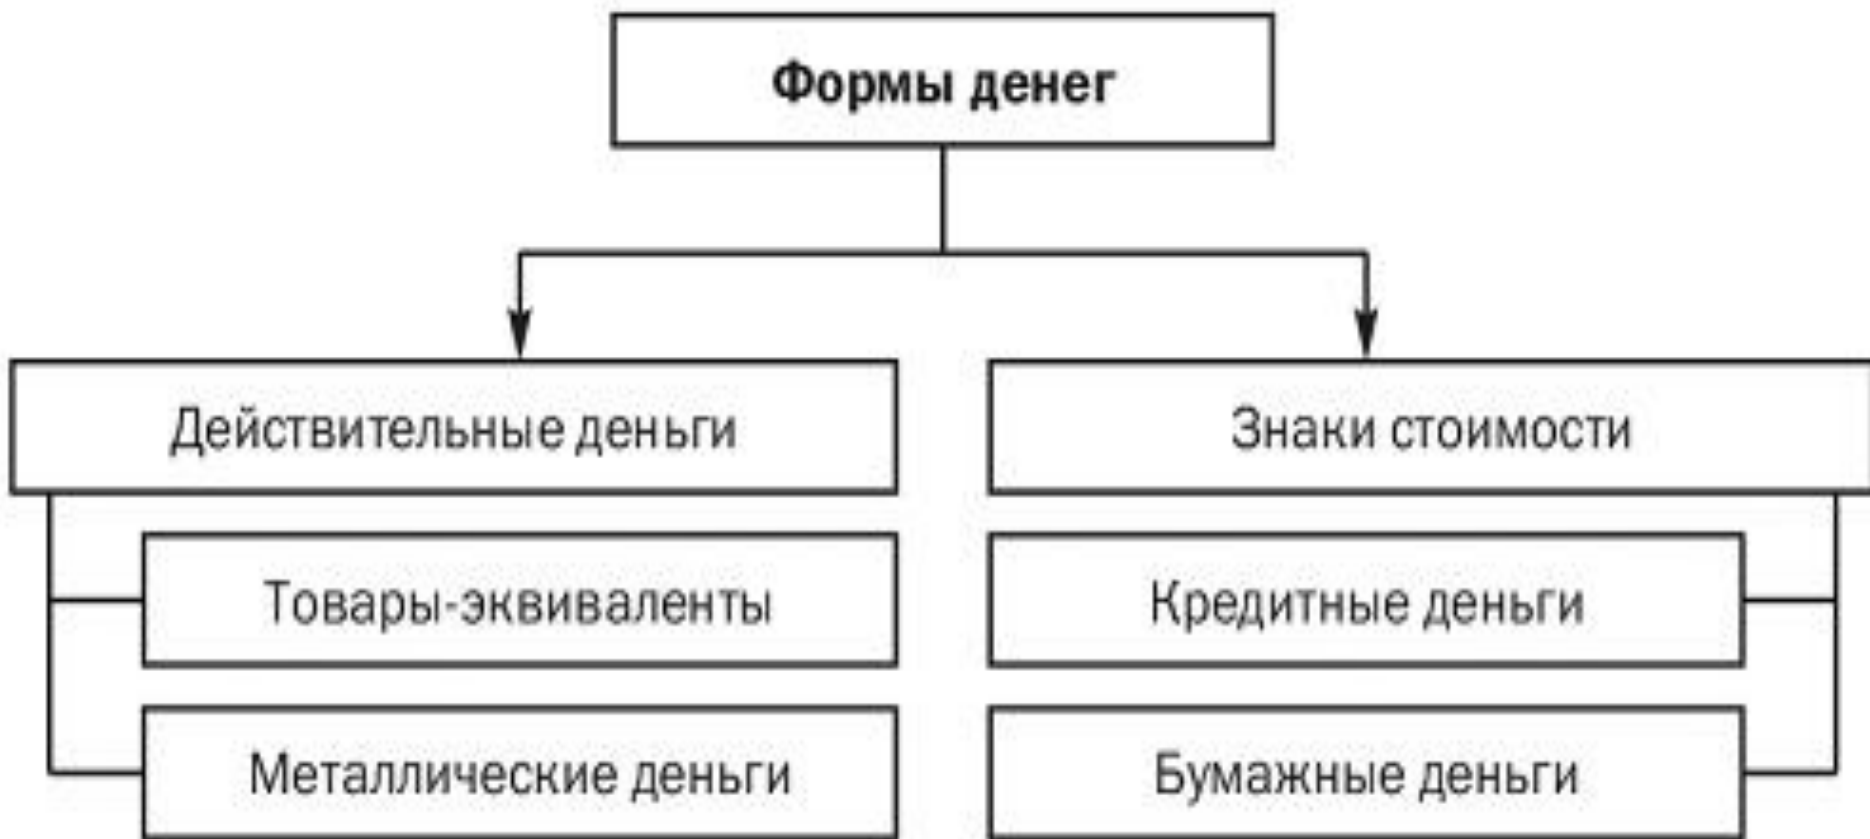 Формы денег
Действительные деньги
Знаки стоимости
Товары-эквиваленты
Кредитные деньги
Металлические деньги
Бумажные деньги